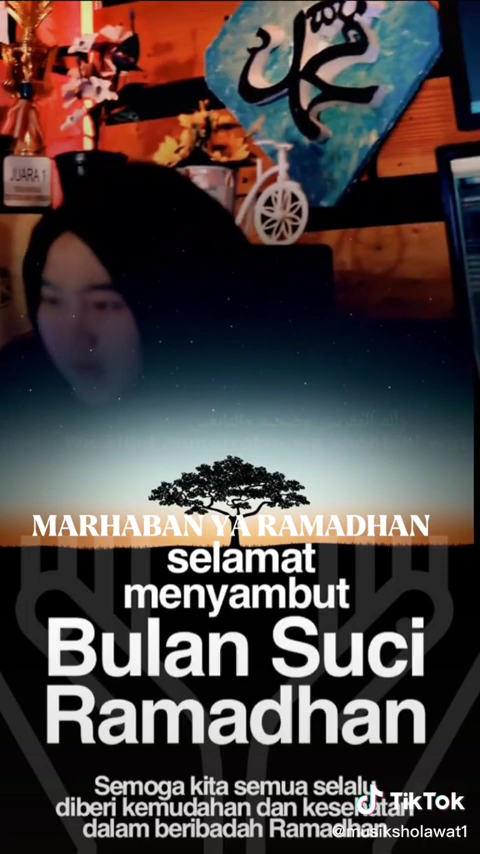 JUARA 1
محمد
MARHABAN YA RAMADHAN
selamat
menyambut
Bulan Suci
Ramadhan
Semoga kita semua selalu
diberi kemudahan dan kesehatan
dalam beribadah Ramadhan
TikTok
@musiksholawat1